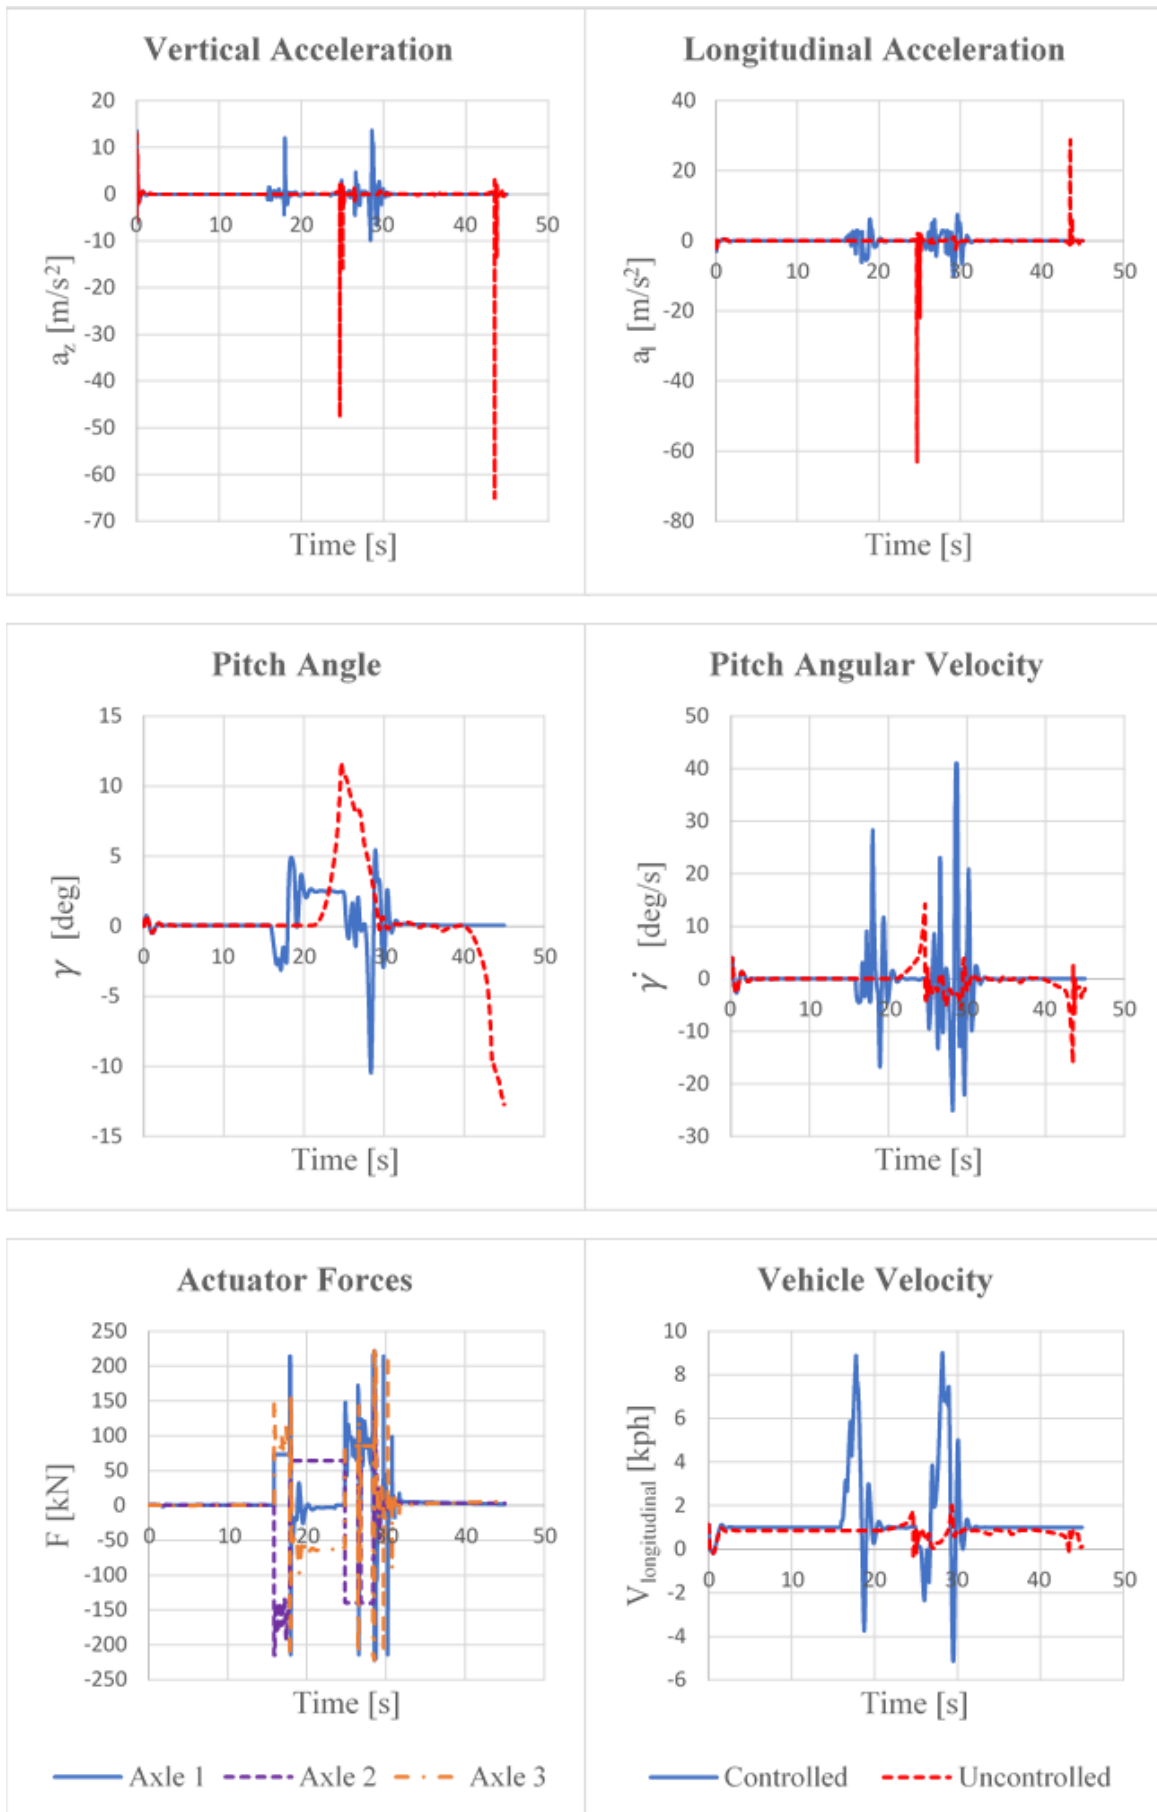 Vertical Acceleration
20
10
0
-10
-20
-30
-40
-50
-60
-70
0 10 20 30 40 50
a_z [m/s²]
Time [s]
Longitudinal Acceleration
40
20
0
-20
-40
-60
-80
0 10 20 30 40 50
a_l [m/s²]
Time [s]
Pitch Angle
15
10
5
0
-5
-10
-15
0 10 20 30 40 50
γ [deg]
Time [s]
Pitch Angular Velocity
50
40
30
20
10
0
-10
-20
-30
0 10 20 30 40 50
γ̇ [deg/s]
Time [s]
Actuator Forces
250
200
150
100
50
0
-50
-100
-150
-200
-250
0 10 20 30 40 50
F [kN]
Time [s]
Axle 1 Axle 2 Axle 3
Vehicle Velocity
10
8
6
4
2
0
-2
-4
-6
0 10 20 30 40 50
V_longitudinal [kph]
Time [s]
Controlled Uncontrolled